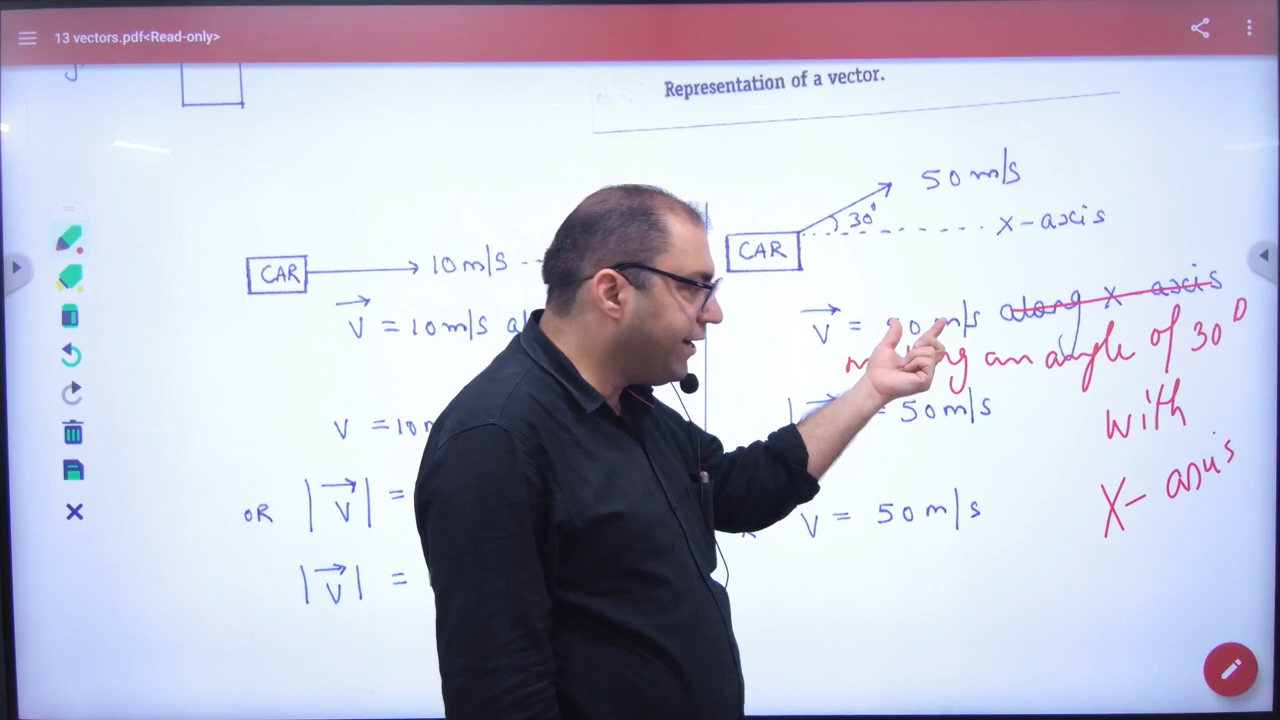 13 vectors.pdf<Read-only>
Representation of a vector.
CAR
10 m/s
V = 10 m/s
V = 10
OR |V| =
|V| =
50 m/s
30°
X-axis
CAR
V = 50 m/s along x axis
an angle of 30°
with
X-axis
= 50 m/s
V = 50 m/s